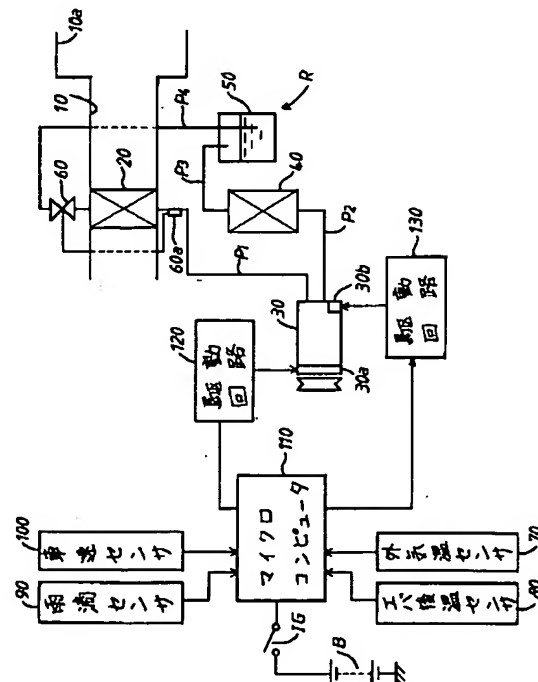 10a
10
60
20
60a
P4
50
P3
R
40
P2
P1
30
30b
30a
130
駆動
回路
120
駆動
回路
110
マイクロ
コンピュータ
100
車速センサ
90
雨滴センサ
70
外気温センサ
80
エバ後温センサ
IG
B